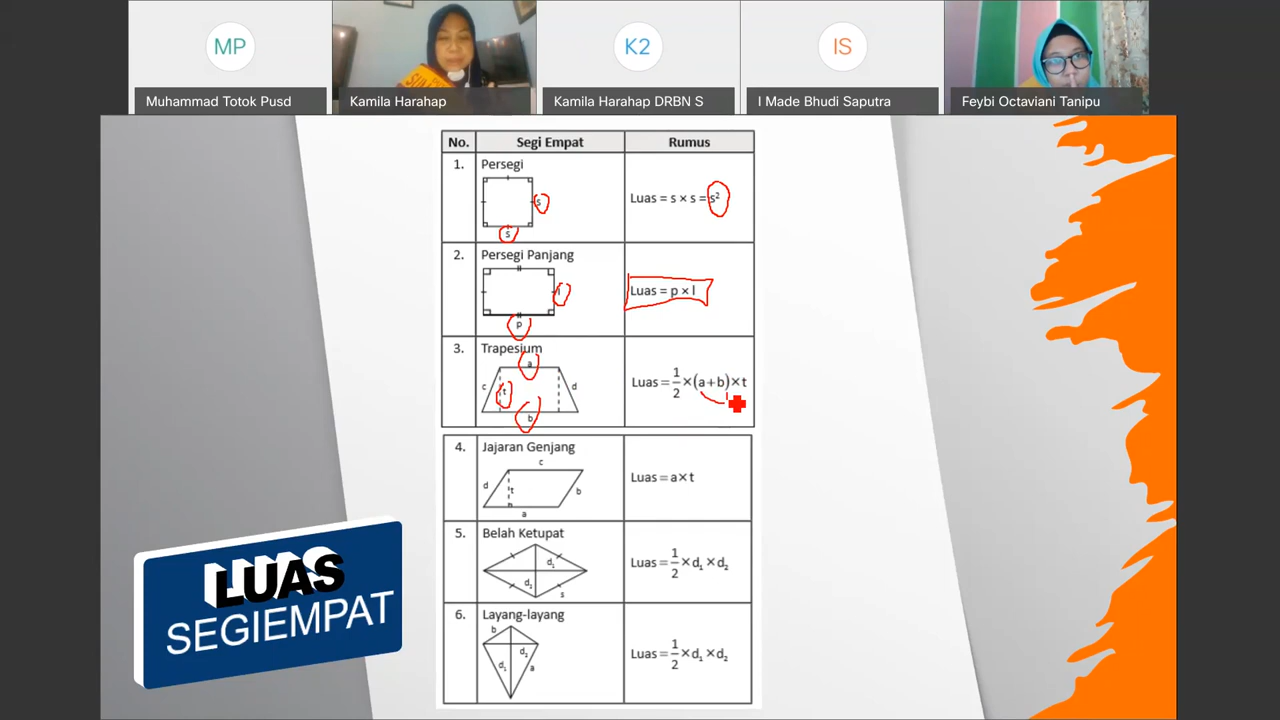 MP
K2
IS
Muhammad Totok Pusd
Kamila Harahap
Kamila Harahap DRBN S
I Made Bhudi Saputra
Feybi Octaviani Tanipu
No. Segi Empat Rumus
1. Persegi
s
s
Luas = s × s = s²
2. Persegi Panjang
l
p
Luas = p × l
3. Trapesium
a
c t d
b
Luas = 1/2 × (a + b) × t
4. Jajaran Genjang
c
d t b
a
Luas = a × t
5. Belah Ketupat
d₁
d₁ s
Luas = 1/2 × d₁ × d₂
6. Layang-layang
b
d₂
d₁ a
Luas = 1/2 × d₁ × d₂
LUAS
SEGIEMPAT